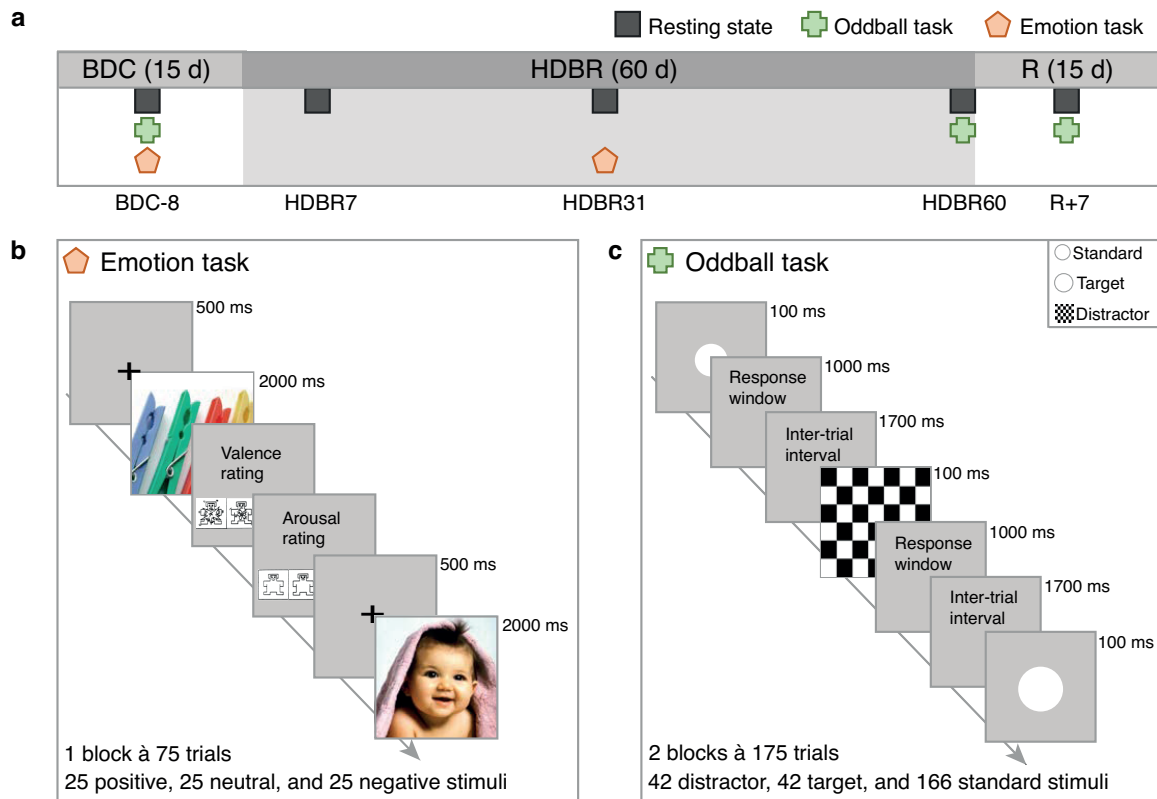 a
Resting state
Oddball task
Emotion task
BDC (15 d)
HDBR (60 d)
R (15 d)
BDC-8
HDBR7
HDBR31
HDBR60
R+7
b
Emotion task
500 ms
2000 ms
Valence
rating
Arousal
rating
500 ms
2000 ms
1 block à 75 trials
25 positive, 25 neutral, and 25 negative stimuli
c
Oddball task
Standard
Target
Distractor
100 ms
Response
window
1000 ms
Inter-trial
interval
1700 ms
100 ms
Response
window
1000 ms
Inter-trial
interval
1700 ms
100 ms
2 blocks à 175 trials
42 distractor, 42 target, and 166 standard stimuli